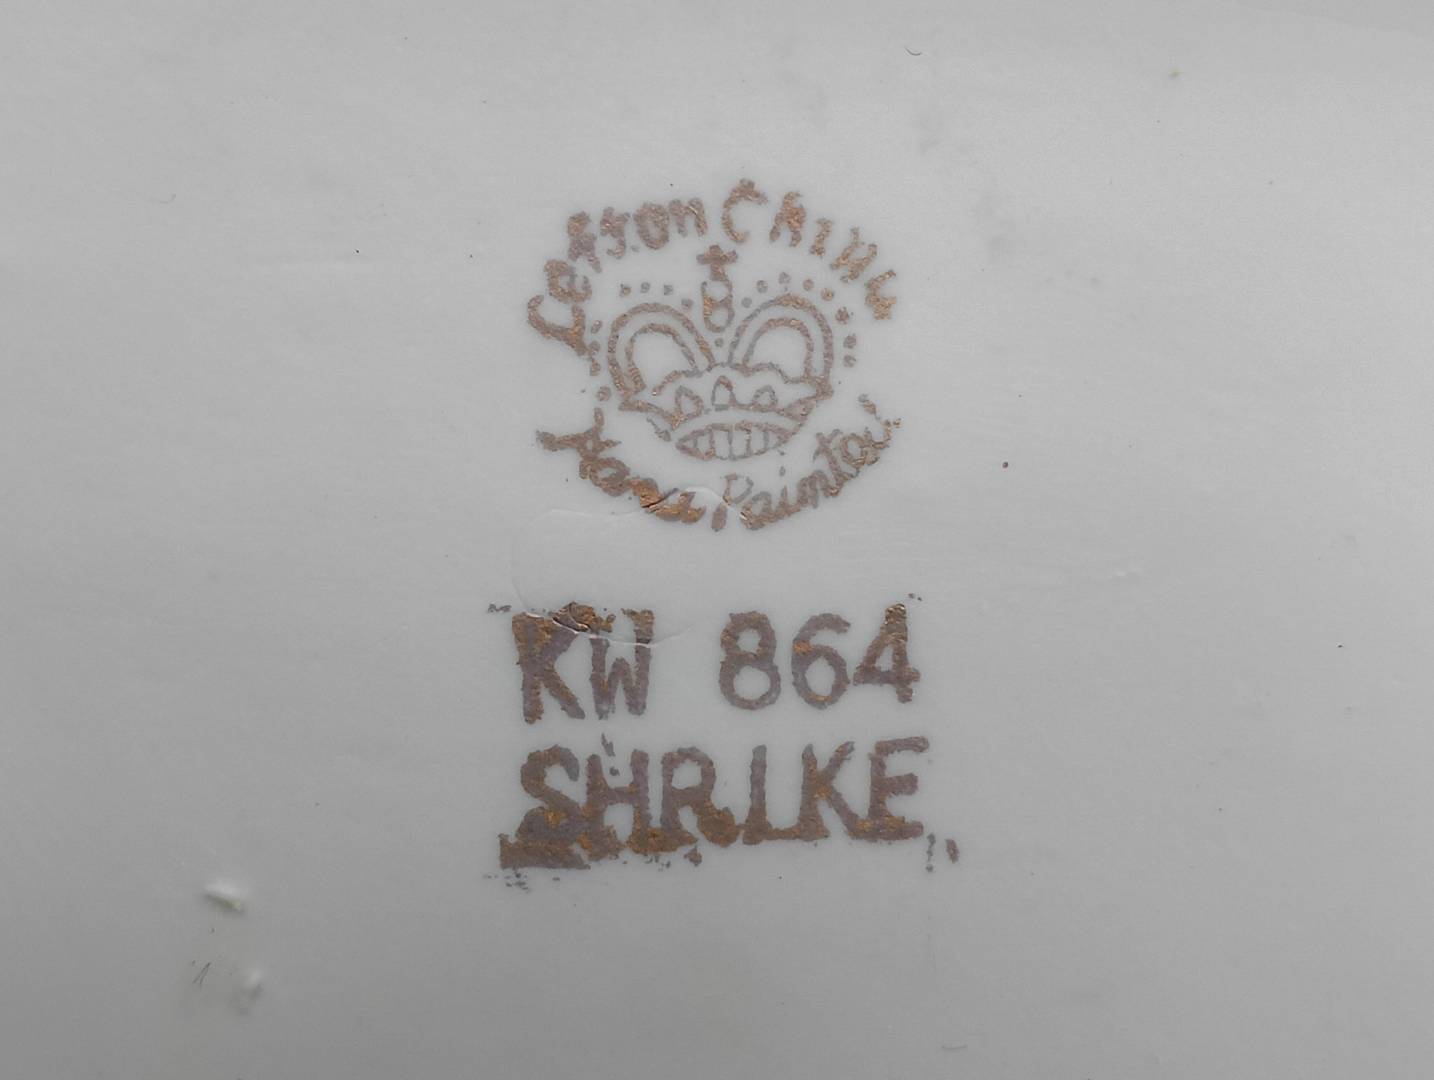 Lefton China
Hand Painted
KW 864
SHRIKE